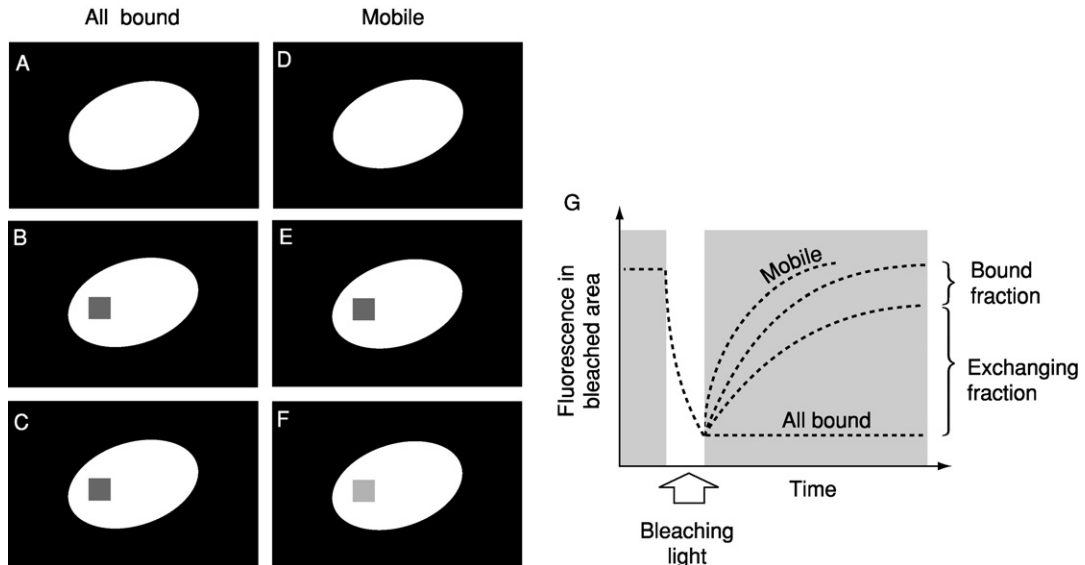 All bound
Mobile
A
D
B
E
C
F
G
Fluorescence in
bleached area
Mobile
All bound
Bound
fraction
Exchanging
fraction
Time
Bleaching
light